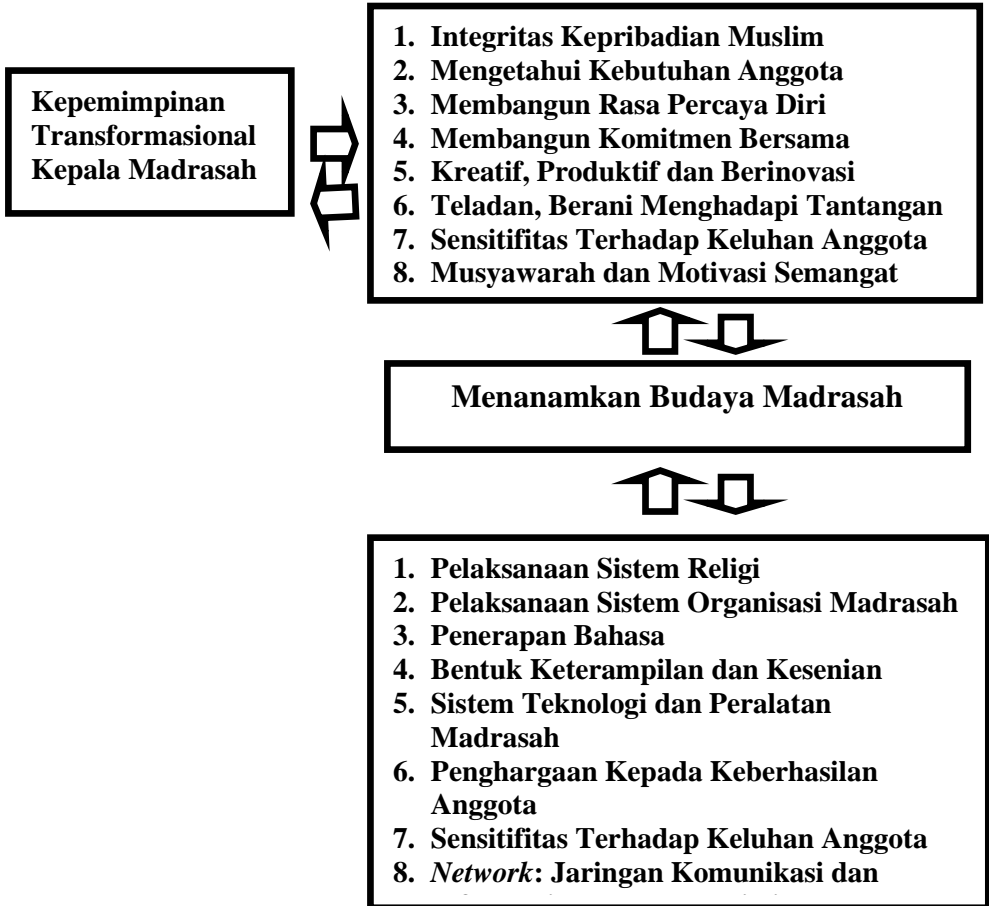 Kepemimpinan
Transformasional
Kepala Madrasah
1. Integritas Kepribadian Muslim
2. Mengetahui Kebutuhan Anggota
3. Membangun Rasa Percaya Diri
4. Membangun Komitmen Bersama
5. Kreatif, Produktif dan Berinovasi
6. Teladan, Berani Menghadapi Tantangan
7. Sensitifitas Terhadap Keluhan Anggota
8. Musyawarah dan Motivasi Semangat
Menanamkan Budaya Madrasah
1. Pelaksanaan Sistem Religi
2. Pelaksanaan Sistem Organisasi Madrasah
3. Penerapan Bahasa
4. Bentuk Keterampilan dan Kesenian
5. Sistem Teknologi dan Peralatan
Madrasah
6. Penghargaan Kepada Keberhasilan
Anggota
7. Sensitifitas Terhadap Keluhan Anggota
8. Network: Jaringan Komunikasi dan